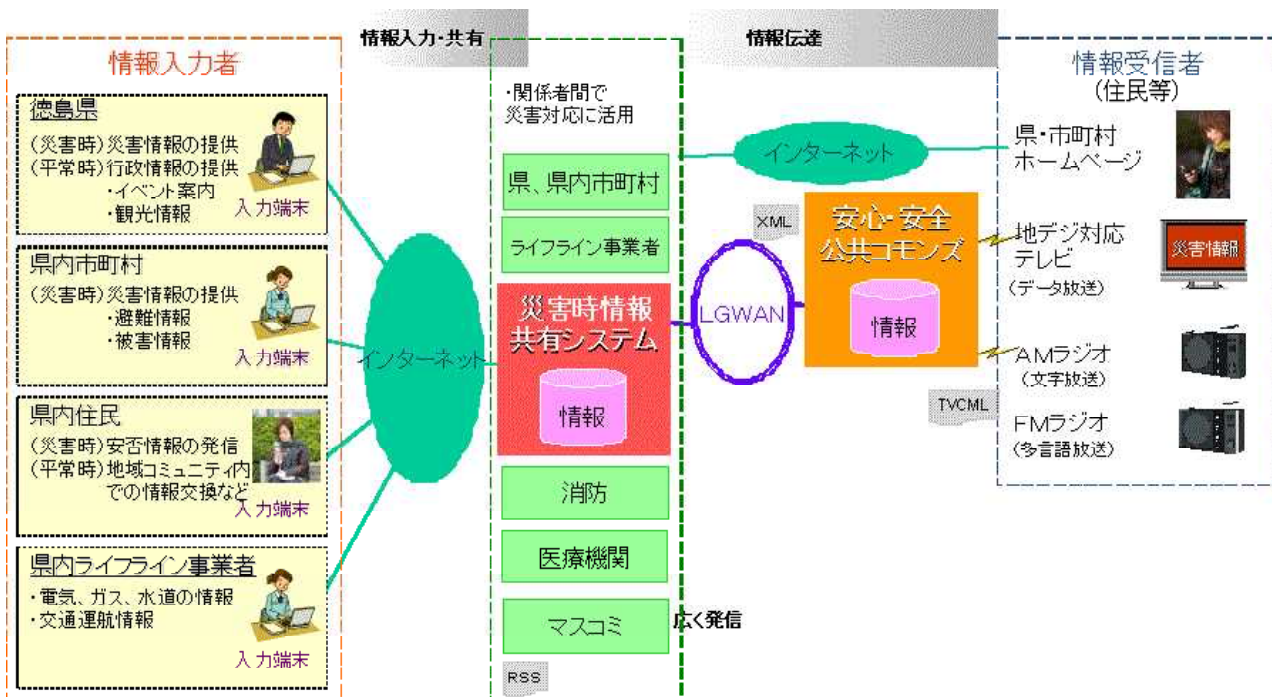 情報入力・共有
情報伝達
情報入力者
徳島県
(災害時)災害情報の提供
(平常時)行政情報の提供
・イベント案内
・観光情報
入力端末
県内市町村
(災害時)災害情報の提供
・避難情報
・被害情報
入力端末
県内住民
(災害時)安否情報の発信
(平常時)地域コミュニティ内
での情報交換など
入力端末
県内ライフライン事業者
・電気、ガス、水道の情報
・交通運航情報
入力端末
インターネット
・関係者間で
災害対応に活用
県、県内市町村
ライフライン事業者
災害時情報
共有システム
情報
消防
医療機関
マスコミ
RSS
広く発信
インターネット
XML
LGWAN
安心・安全
公共コモンズ
情報
TVCML
情報受信者
(住民等)
県・市町村
ホームページ
地デジ対応
テレビ
(データ放送)
災害情報
AMラジオ
(文字放送)
FMラジオ
(多言語放送)